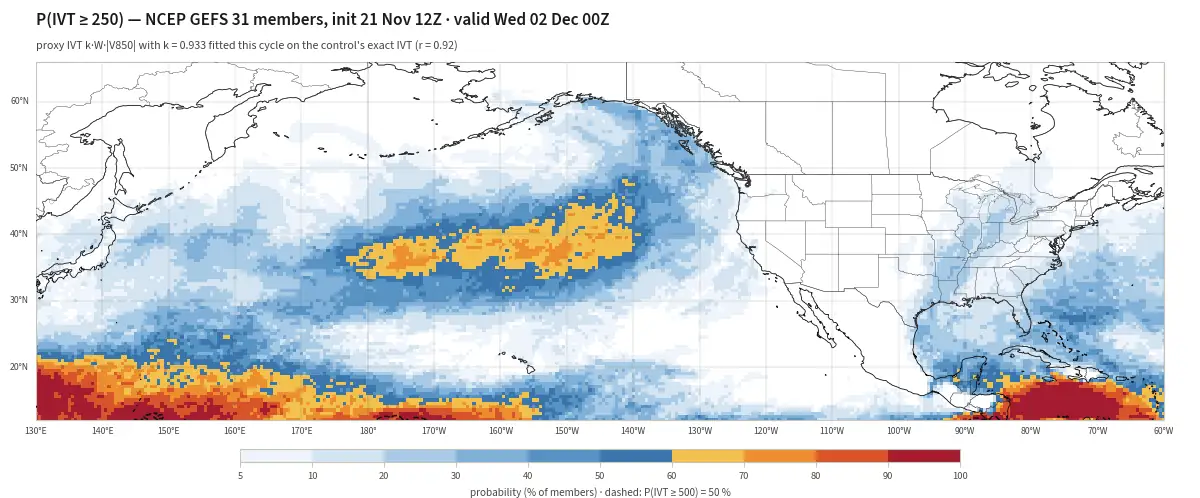 P(IVT ≥ 250) — NCEP GEFS 31 members, init 21 Nov 12Z · valid Wed 02 Dec 00Z
proxy IVT k·W·|V850| with k = 0.933 fitted this cycle on the control's exact IVT (r = 0.92)
60°N
50°N
40°N
30°N
20°N
130°E 140°E 150°E 160°E 170°E 180° 170°W 160°W 150°W 140°W 130°W 120°W 110°W 100°W 90°W 80°W 70°W 60°W
5 10 20 30 40 50 60 70 80 90 100
probability (% of members) · dashed: P(IVT ≥ 500) = 50 %